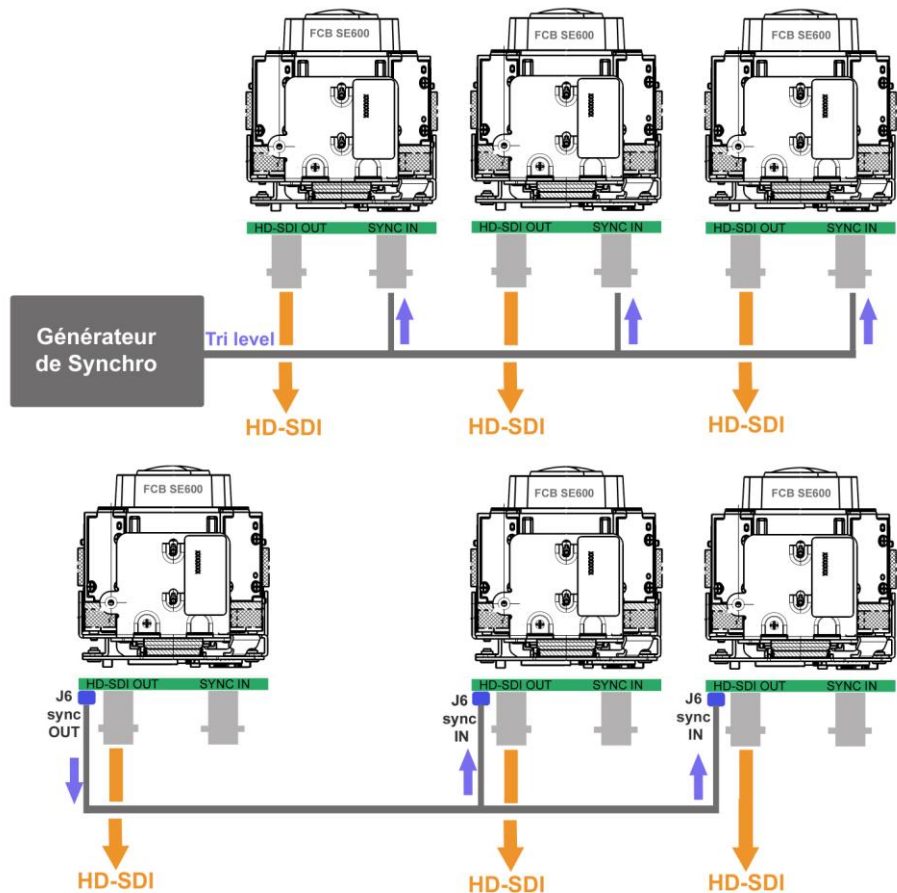 FCB SE600
FCB SE600
FCB SE600
HD-SDI OUT
SYNC IN
HD-SDI OUT
SYNC IN
HD-SDI OUT
SYNC IN
Générateur
de Synchro
Tri level
HD-SDI
HD-SDI
HD-SDI
FCB SE600
FCB SE600
FCB SE600
HD-SDI OUT
SYNC IN
HD-SDI OUT
SYNC IN
HD-SDI OUT
SYNC IN
J6
sync
OUT
J6
sync
IN
J6
sync
IN
HD-SDI
HD-SDI
HD-SDI